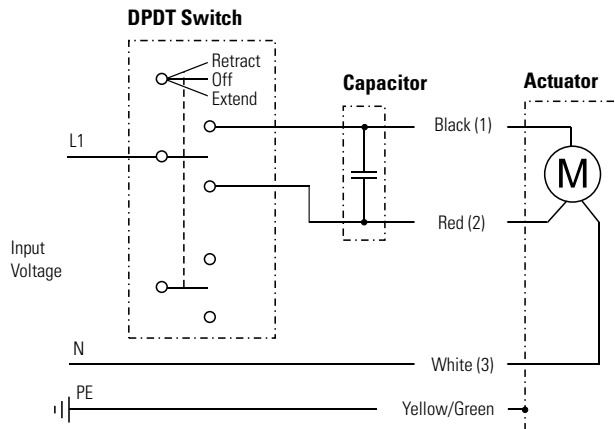 DPDT Switch
Retract
Off
Extend
Capacitor
Actuator
L1
Black (1)
M
Red (2)
Input
Voltage
N
White (3)
PE
Yellow/Green